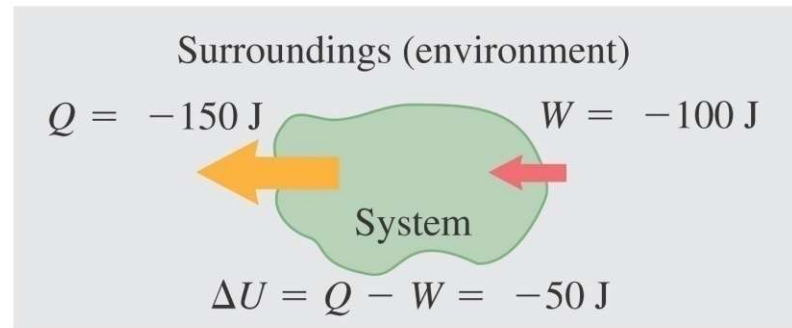 Surroundings (environment)
Q = −150 J
W = −100 J
System
ΔU = Q − W = −50 J